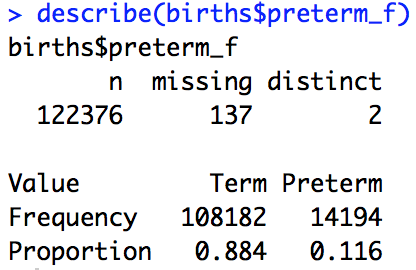 > describe(births$preterm_f)
births$preterm_f
n missing distinct
122376 137 2
Value Term Preterm
Frequency 108182 14194
Proportion 0.884 0.116